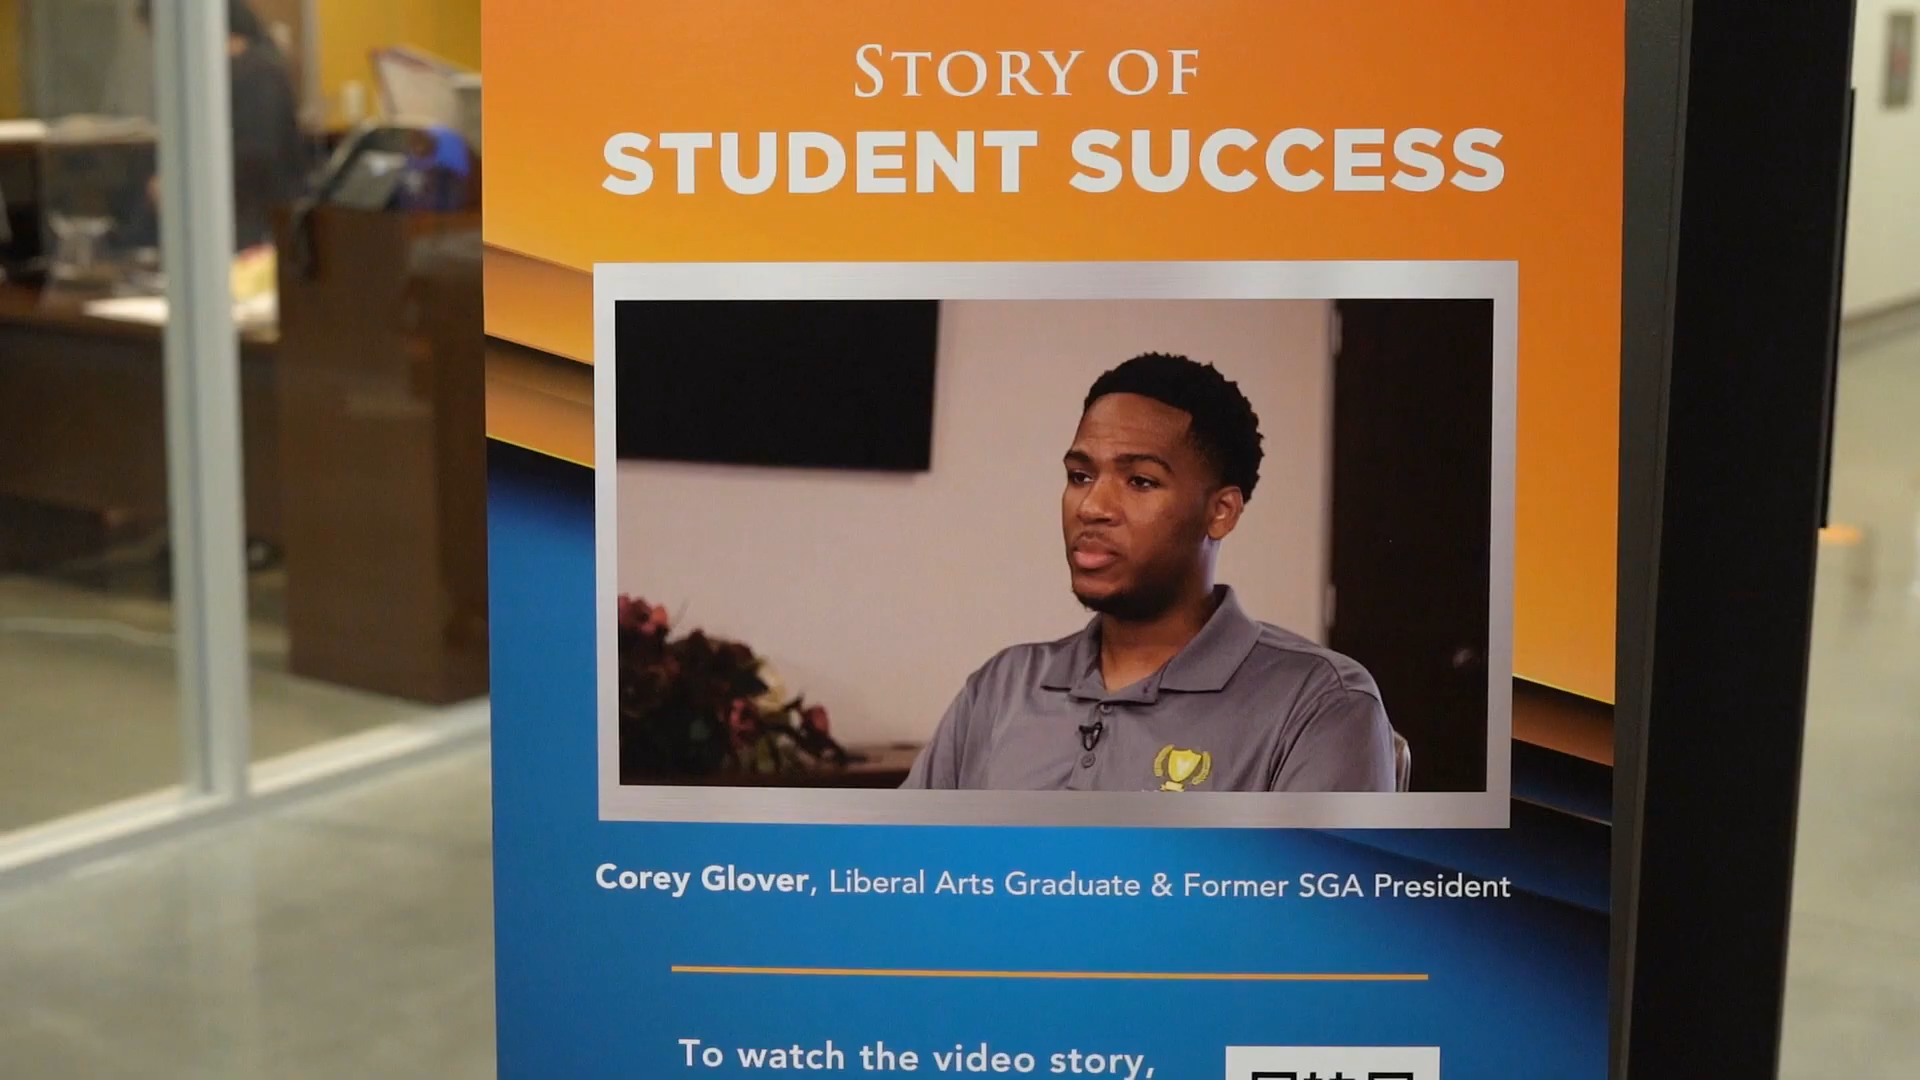 STORY OF
STUDENT SUCCESS
Corey Glover, Liberal Arts Graduate & Former SGA President
To watch the video story,